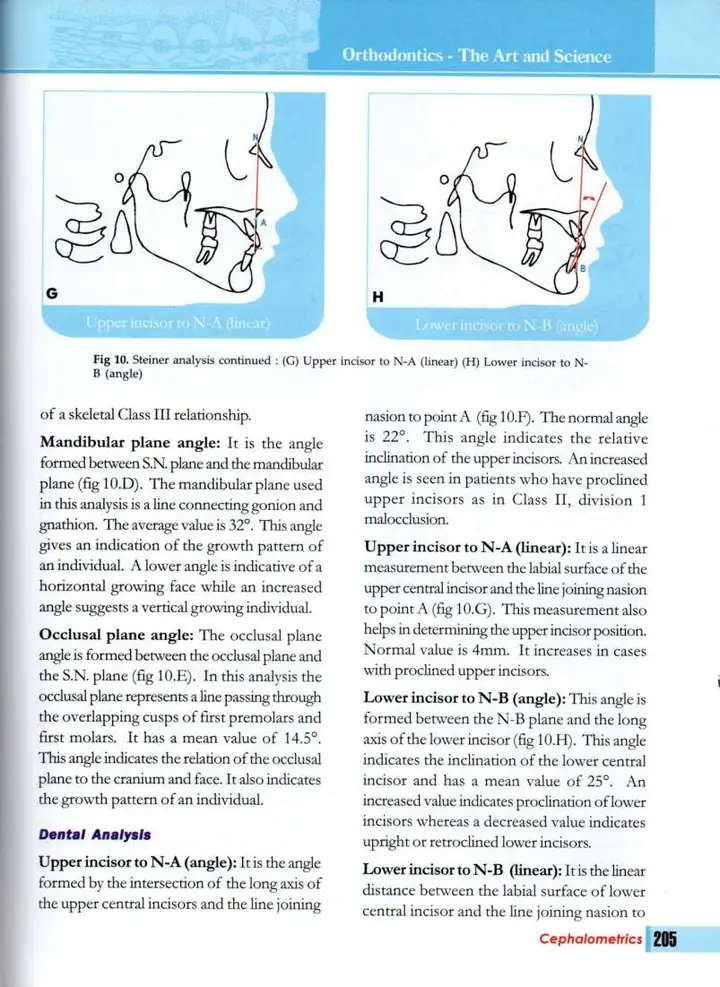 Orthodontics - The Art and Science
N
A
G
Upper incisor to N-A (linear)
N
B
H
Lower incisor to N-B (angle)
Fig 10. Steiner analysis continued : (G) Upper incisor to N-A (linear) (H) Lower incisor to N-
B (angle)
of a skeletal Class III relationship.
Mandibular plane angle: It is the angle
formed between S.N. plane and the mandibular
plane (fig 10.D). The mandibular plane used
in this analysis is a line connecting gonion and
gnathion. The average value is 32°. This angle
gives an indication of the growth pattern of
an individual. A lower angle is indicative of a
horizontal growing face while an increased
angle suggests a vertical growing individual.
Occlusal plane angle: The occlusal plane
angle is formed between the occlusal plane and
the S.N. plane (fig 10.E). In this analysis the
occlusal plane represents a line passing through
the overlapping cusps of first premolars and
first molars. It has a mean value of 14.5°.
This angle indicates the relation of the occlusal
plane to the cranium and face. It also indicates
the growth pattern of an individual.
Dental Analysis
Upper incisor to N-A (angle): It is the angle
formed by the intersection of the long axis of
the upper central incisors and the line joining
nasion to point A (fig 10.F). The normal angle
is 22°. This angle indicates the relative
inclination of the upper incisors. An increased
angle is seen in patients who have proclined
upper incisors as in Class II, division 1
malocclusion.
Upper incisor to N-A (linear): It is a linear
measurement between the labial surface of the
upper central incisor and the line joining nasion
to point A (fig 10.G). This measurement also
helps in determining the upper incisor position.
Normal value is 4mm. It increases in cases
with proclined upper incisors.
Lower incisor to N-B (angle): This angle is
formed between the N-B plane and the long
axis of the lower incisor (fig 10.H). This angle
indicates the inclination of the lower central
incisor and has a mean value of 25°. An
increased value indicates proclination of lower
incisors whereas a decreased value indicates
upright or retroclined lower incisors.
Lower incisor to N-B (linear): It is the linear
distance between the labial surface of lower
central incisor and the line joining nasion to
Cephalometrics 205